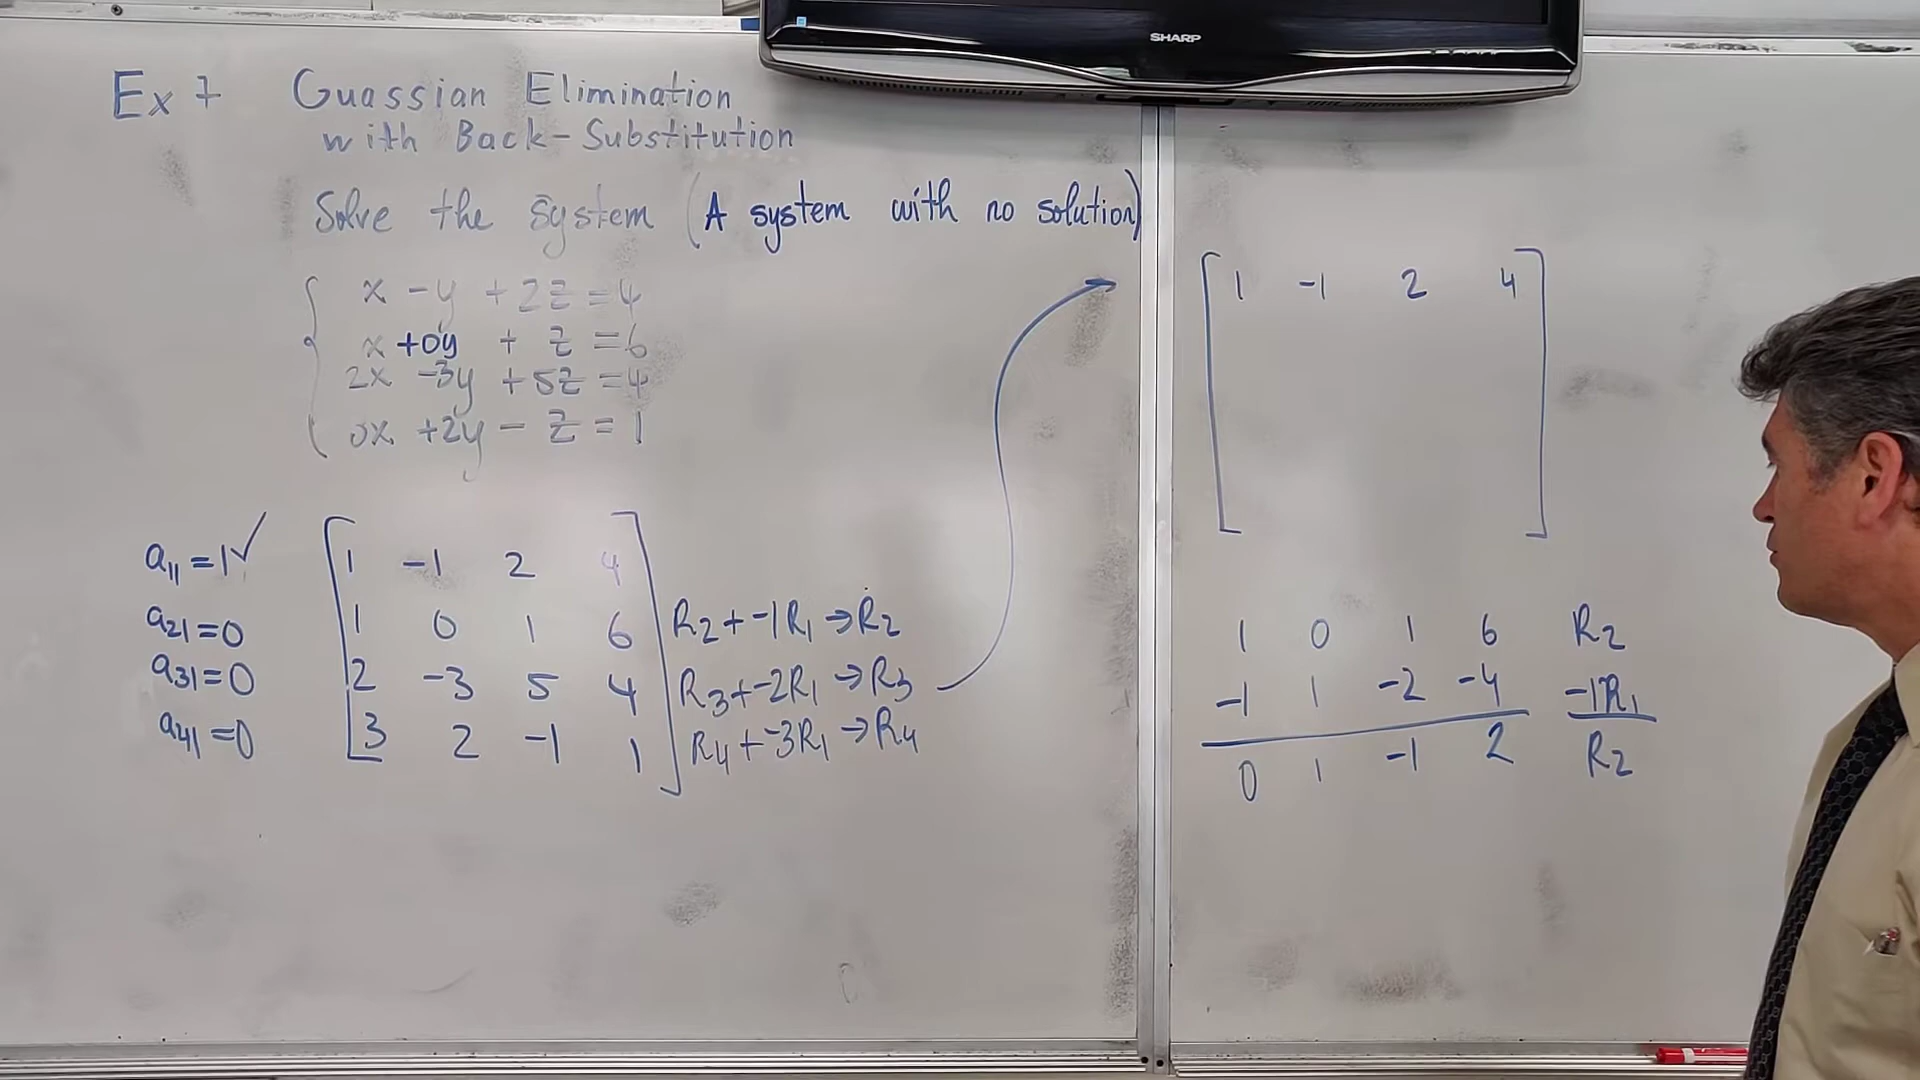 SHARP
Ex 7 Guassian Elimination
with Back-Substitution
Solve the system (A system with no solution)
x - y + 2z = 4
x + 0y + z = 6
2x - 3y + 5z = 4
3x + 2y - z = 1
a₁₁ = 1 ✓ 1 -1 2 4
a₂₁ = 0 1 0 1 6 R₂ + -1R₁ → R₂
a₃₁ = 0 2 -3 5 4 R₃ + -2R₁ → R₃
a₄₁ = 0 3 2 -1 1 R₄ + -3R₁ → R₄
1 -1 2 4
1 0 1 6 R₂
-1 1 -2 -4 -1R₁
0 1 -1 2 R₂